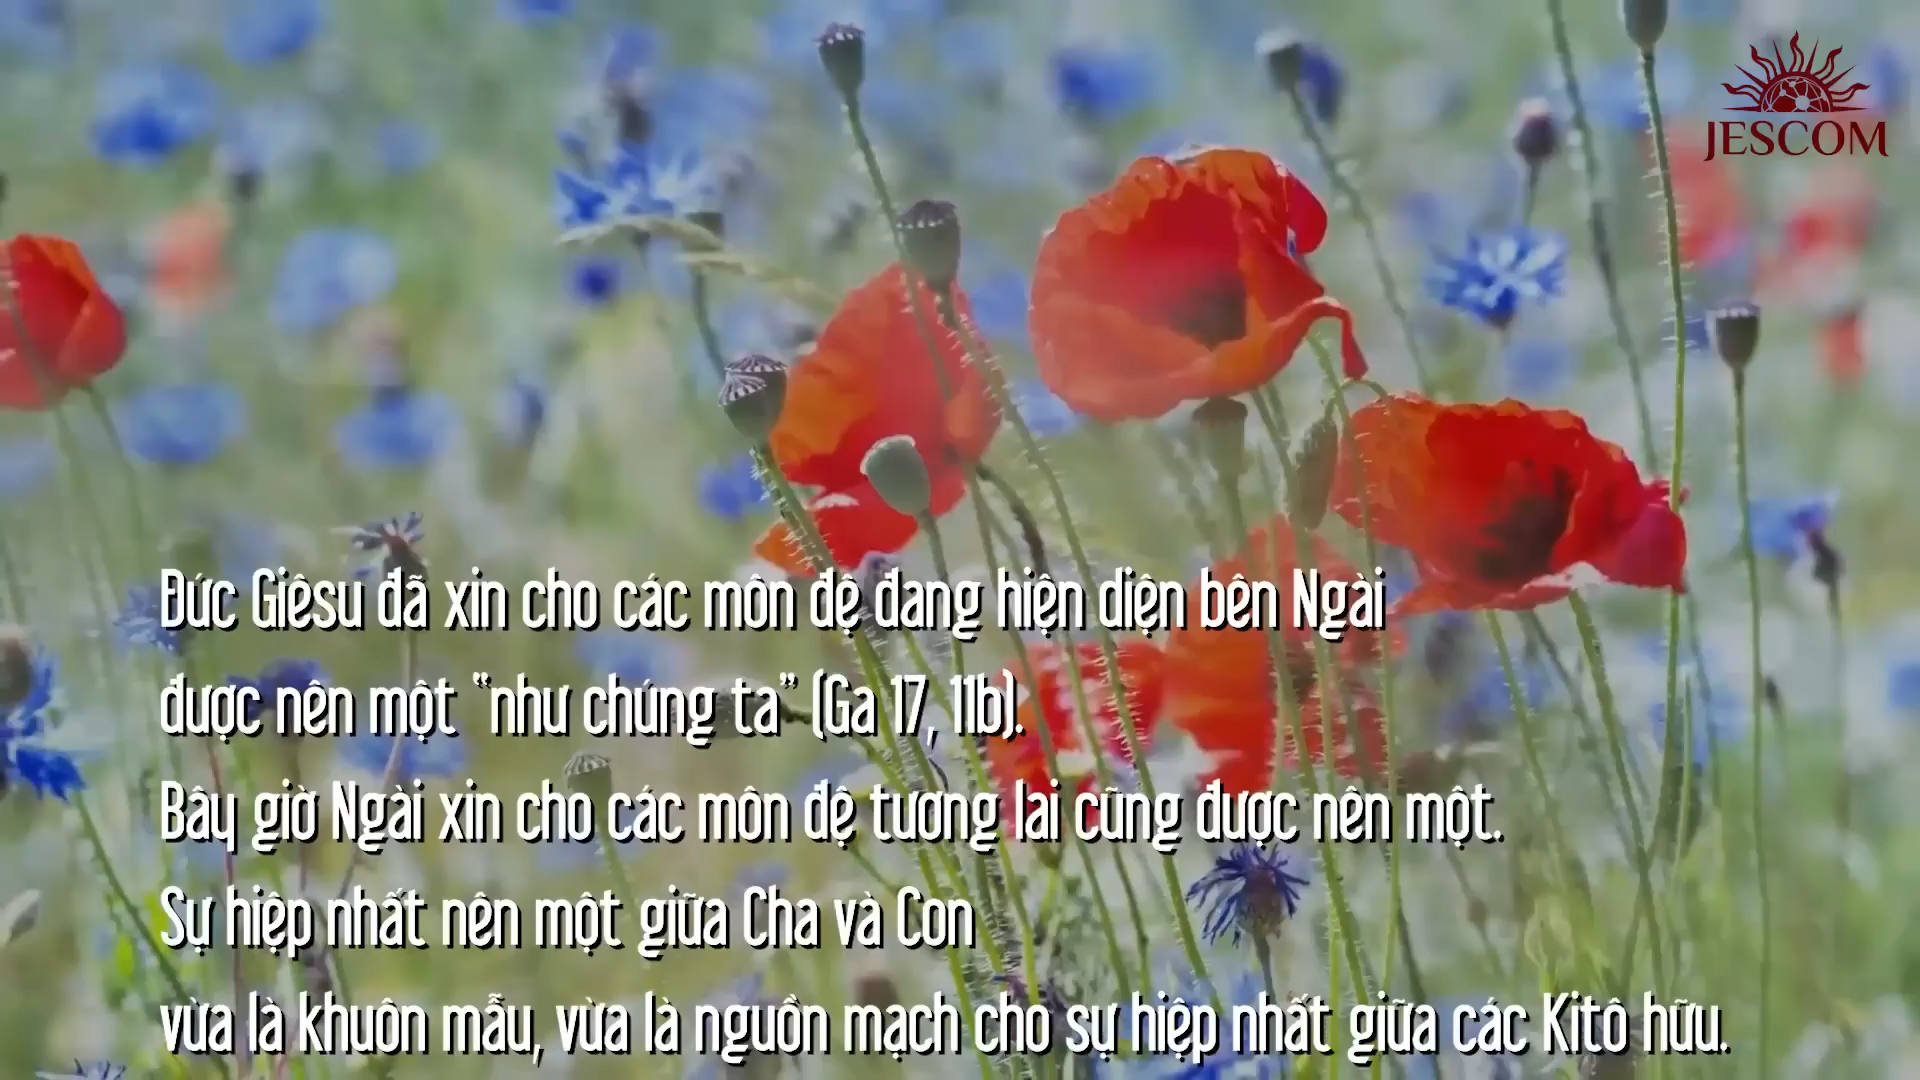 JESCOM
Đức Giêsu đã xin cho các môn đệ đang hiện diện bên Ngài
được nên một “như chúng ta” (Ga 17, 11b).
Bây giờ Ngài xin cho các môn đệ tương lai cũng được nên một.
Sự hiệp nhất nên một giữa Cha và Con
vừa là khuôn mẫu, vừa là nguồn mạch cho sự hiệp nhất giữa các Kitô hữu.